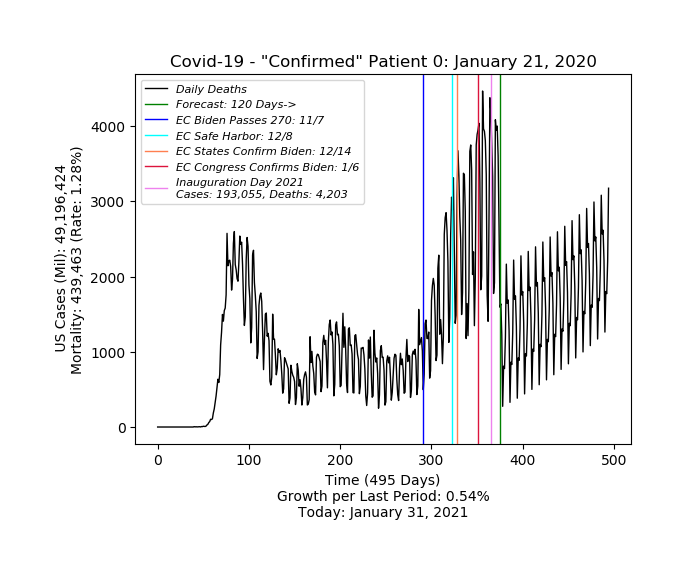 Covid-19 - "Confirmed" Patient 0: January 21, 2020
Daily Deaths
Forecast: 120 Days->
EC Biden Passes 270: 11/7
EC Safe Harbor: 12/8
EC States Confirm Biden: 12/14
EC Congress Confirms Biden: 1/6
Inauguration Day 2021
Cases: 193,055, Deaths: 4,203
US Cases (Mil): 49,196,424
Mortality: 439,463 (Rate: 1.28%)
4000
3000
2000
1000
0
0 100 200 300 400 500
Time (495 Days)
Growth per Last Period: 0.54%
Today: January 31, 2021